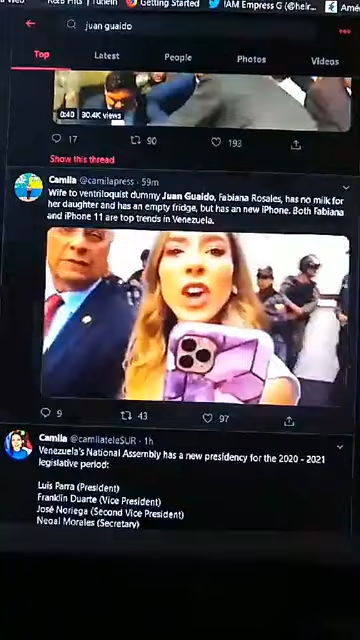 Getting Started
IAM Empress G (@heir...
juan guaido
Top Latest People Photos Videos
0:40 30.4K views
17 90 193
Show this thread
Camila @camilapress · 59m
Wife to ventriloquist dummy Juan Guaido, Fabiana Rosales, has no milk for
her daughter and has an empty fridge, but has an new iPhone. Both Fabiana
and iPhone 11 are top trends in Venezuela.
9 43 97
Camila @camilateleSUR · 1h
Venezuela's National Assembly has a new presidency for the 2020 - 2021
legislative period:
Luis Parra (President)
Franklin Duarte (Vice President)
José Noriega (Second Vice President)
Negal Morales (Secretary)